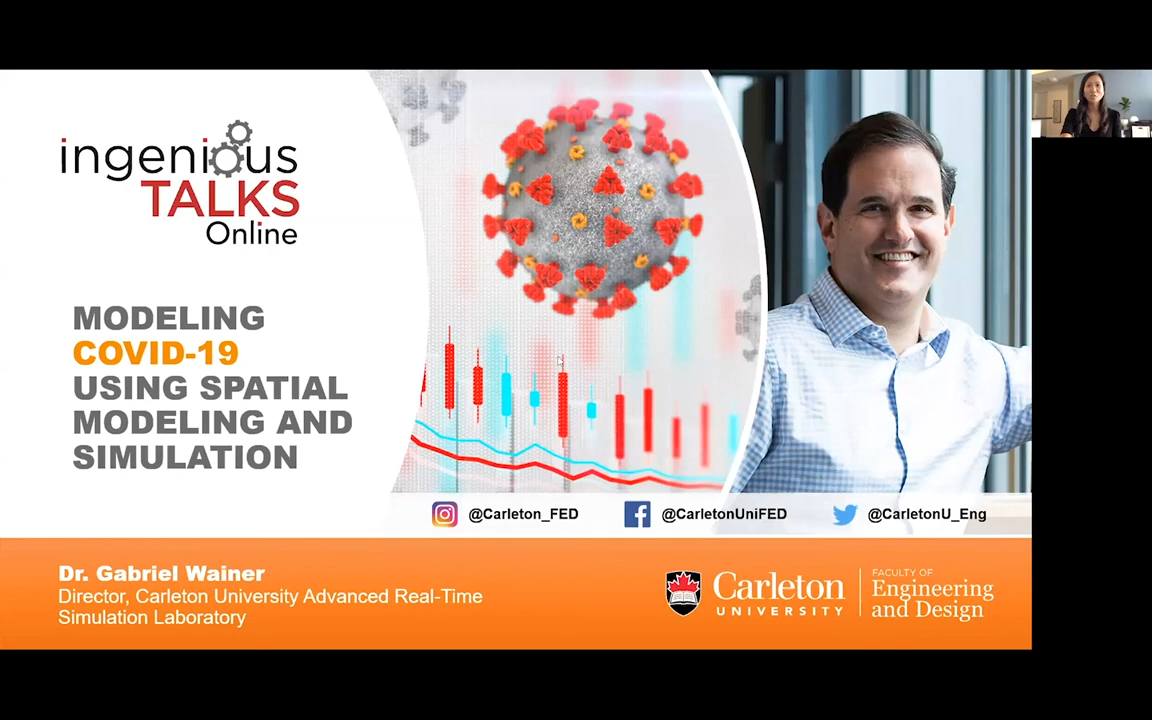 ingenious
TALKS
Online
MODELING
COVID-19
USING SPATIAL
MODELING AND
SIMULATION
@Carleton_FED
@CarletonUniFED
@CarletonU_Eng
Dr. Gabriel Wainer
Director, Carleton University Advanced Real-Time
Simulation Laboratory
Carleton
UNIVERSITY
FACULTY OF
Engineering
and Design